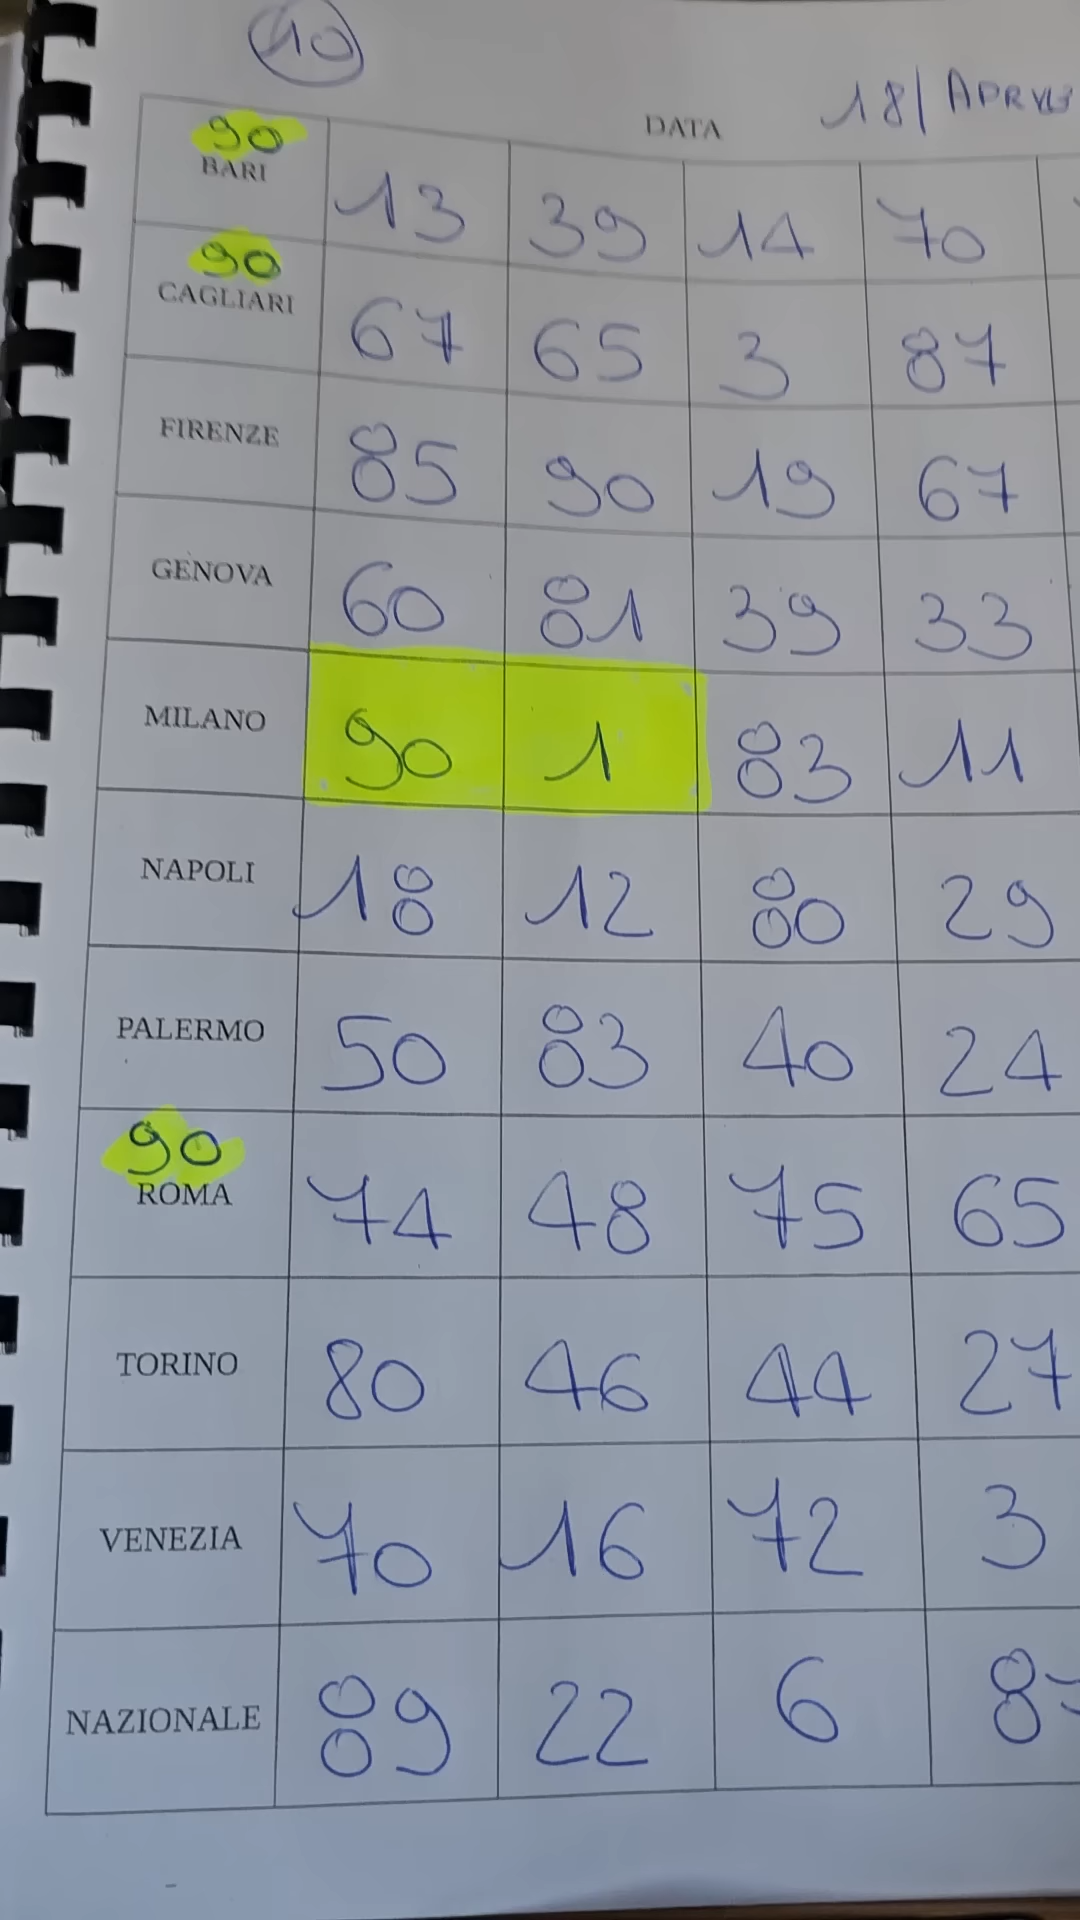 10
DATA 18/APRILE
90
BARI 13 39 14 70
90
CAGLIARI 67 65 3 87
FIRENZE 85 90 19 67
GENOVA 60 81 39 33
MILANO 90 1 83 11
NAPOLI 18 12 80 29
PALERMO 50 83 40 24
90
ROMA 74 48 75 65
TORINO 80 46 44 27
VENEZIA 70 16 72 3
NAZIONALE 89 22 6